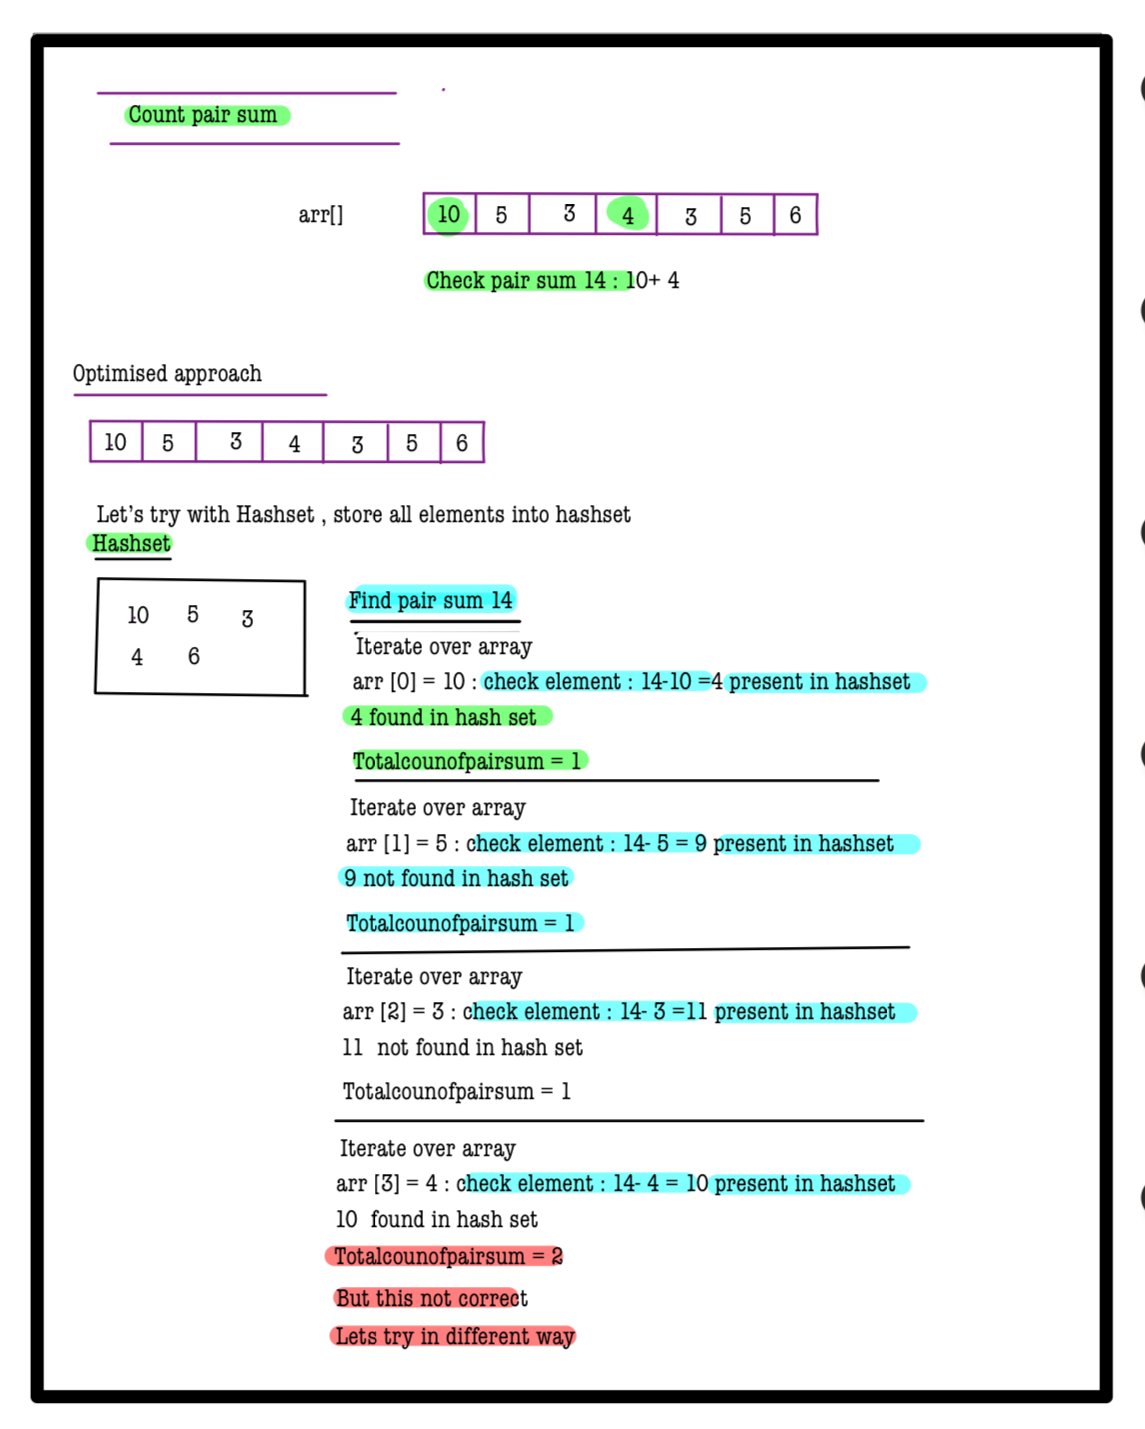 Count pair sum
arr[] 10 5 3 4 3 5 6
Check pair sum 14 : 10+ 4
Optimised approach
10 5 3 4 3 5 6
Let's try with Hashset , store all elements into hashset
Hashset
10 5 3
4 6
Find pair sum 14
Iterate over array
arr [0] = 10 : check element : 14-10 =4 present in hashset
4 found in hash set
Totalcounofpairsum = 1
Iterate over array
arr [1] = 5 : check element : 14- 5 = 9 present in hashset
9 not found in hash set
Totalcounofpairsum = 1
Iterate over array
arr [2] = 3 : check element : 14- 3 =11 present in hashset
11 not found in hash set
Totalcounofpairsum = 1
Iterate over array
arr [3] = 4 : check element : 14- 4 = 10 present in hashset
10 found in hash set
Totalcounofpairsum = 2
But this not correct
Lets try in different way